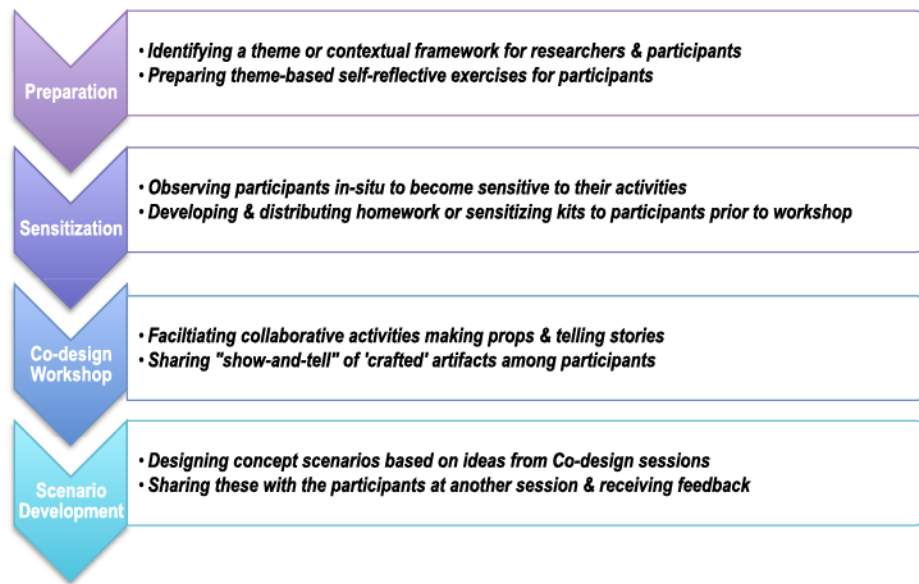 Preparation
• Identifying a theme or contextual framework for researchers & participants
• Preparing theme-based self-reflective exercises for participants
Sensitization
• Observing participants in-situ to become sensitive to their activities
• Developing & distributing homework or sensitizing kits to participants prior to workshop
Co-design
Workshop
• Faciltiating collaborative activities making props & telling stories
• Sharing "show-and-tell" of 'crafted' artifacts among participants
Scenario
Development
• Designing concept scenarios based on ideas from Co-design sessions
• Sharing these with the participants at another session & receiving feedback